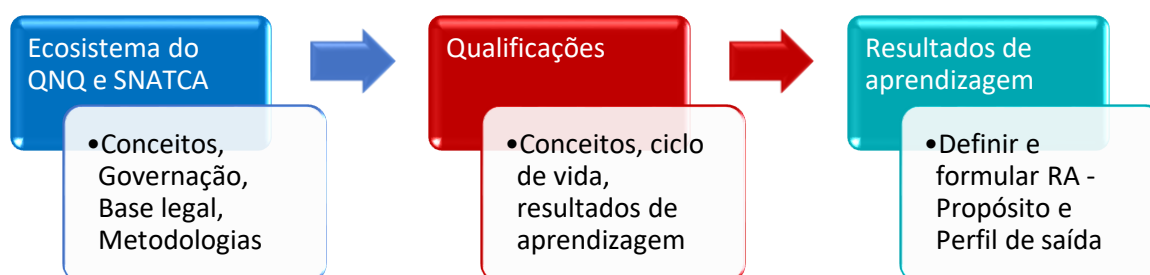 Ecosistema do
QNQ e SNATCA
•Conceitos,
Governação,
Base legal,
Metodologias
Qualificações
•Conceitos, ciclo
de vida,
resultados de
aprendizagem
Resultados de
aprendizagem
•Definir e
formular RA -
Propósito e
Perfil de saída